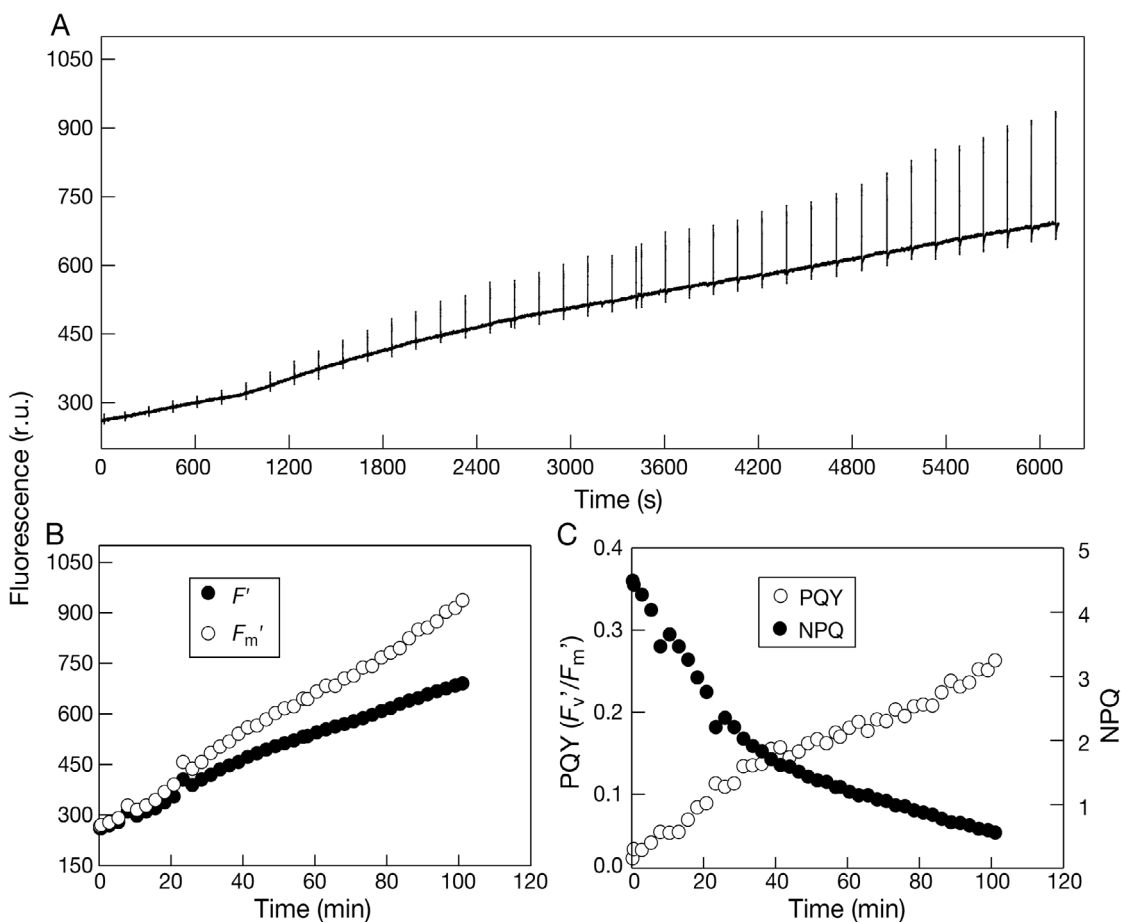 A
1050
900
750
600
450
300
0 600 1200 1800 2400 3000 3600 4200 4800 5400 6000
Time (s)
Fluorescence (r.u.)
B
1050
900
750
600
450
300
150
F'
Fm'
0 20 40 60 80 100 120
Time (min)
C
0.4
0.3
0.2
0.1
0.0
PQY (Fv'/Fm')
PQY
NPQ
5
4
3
2
1
NPQ
0 20 40 60 80 100 120
Time (min)